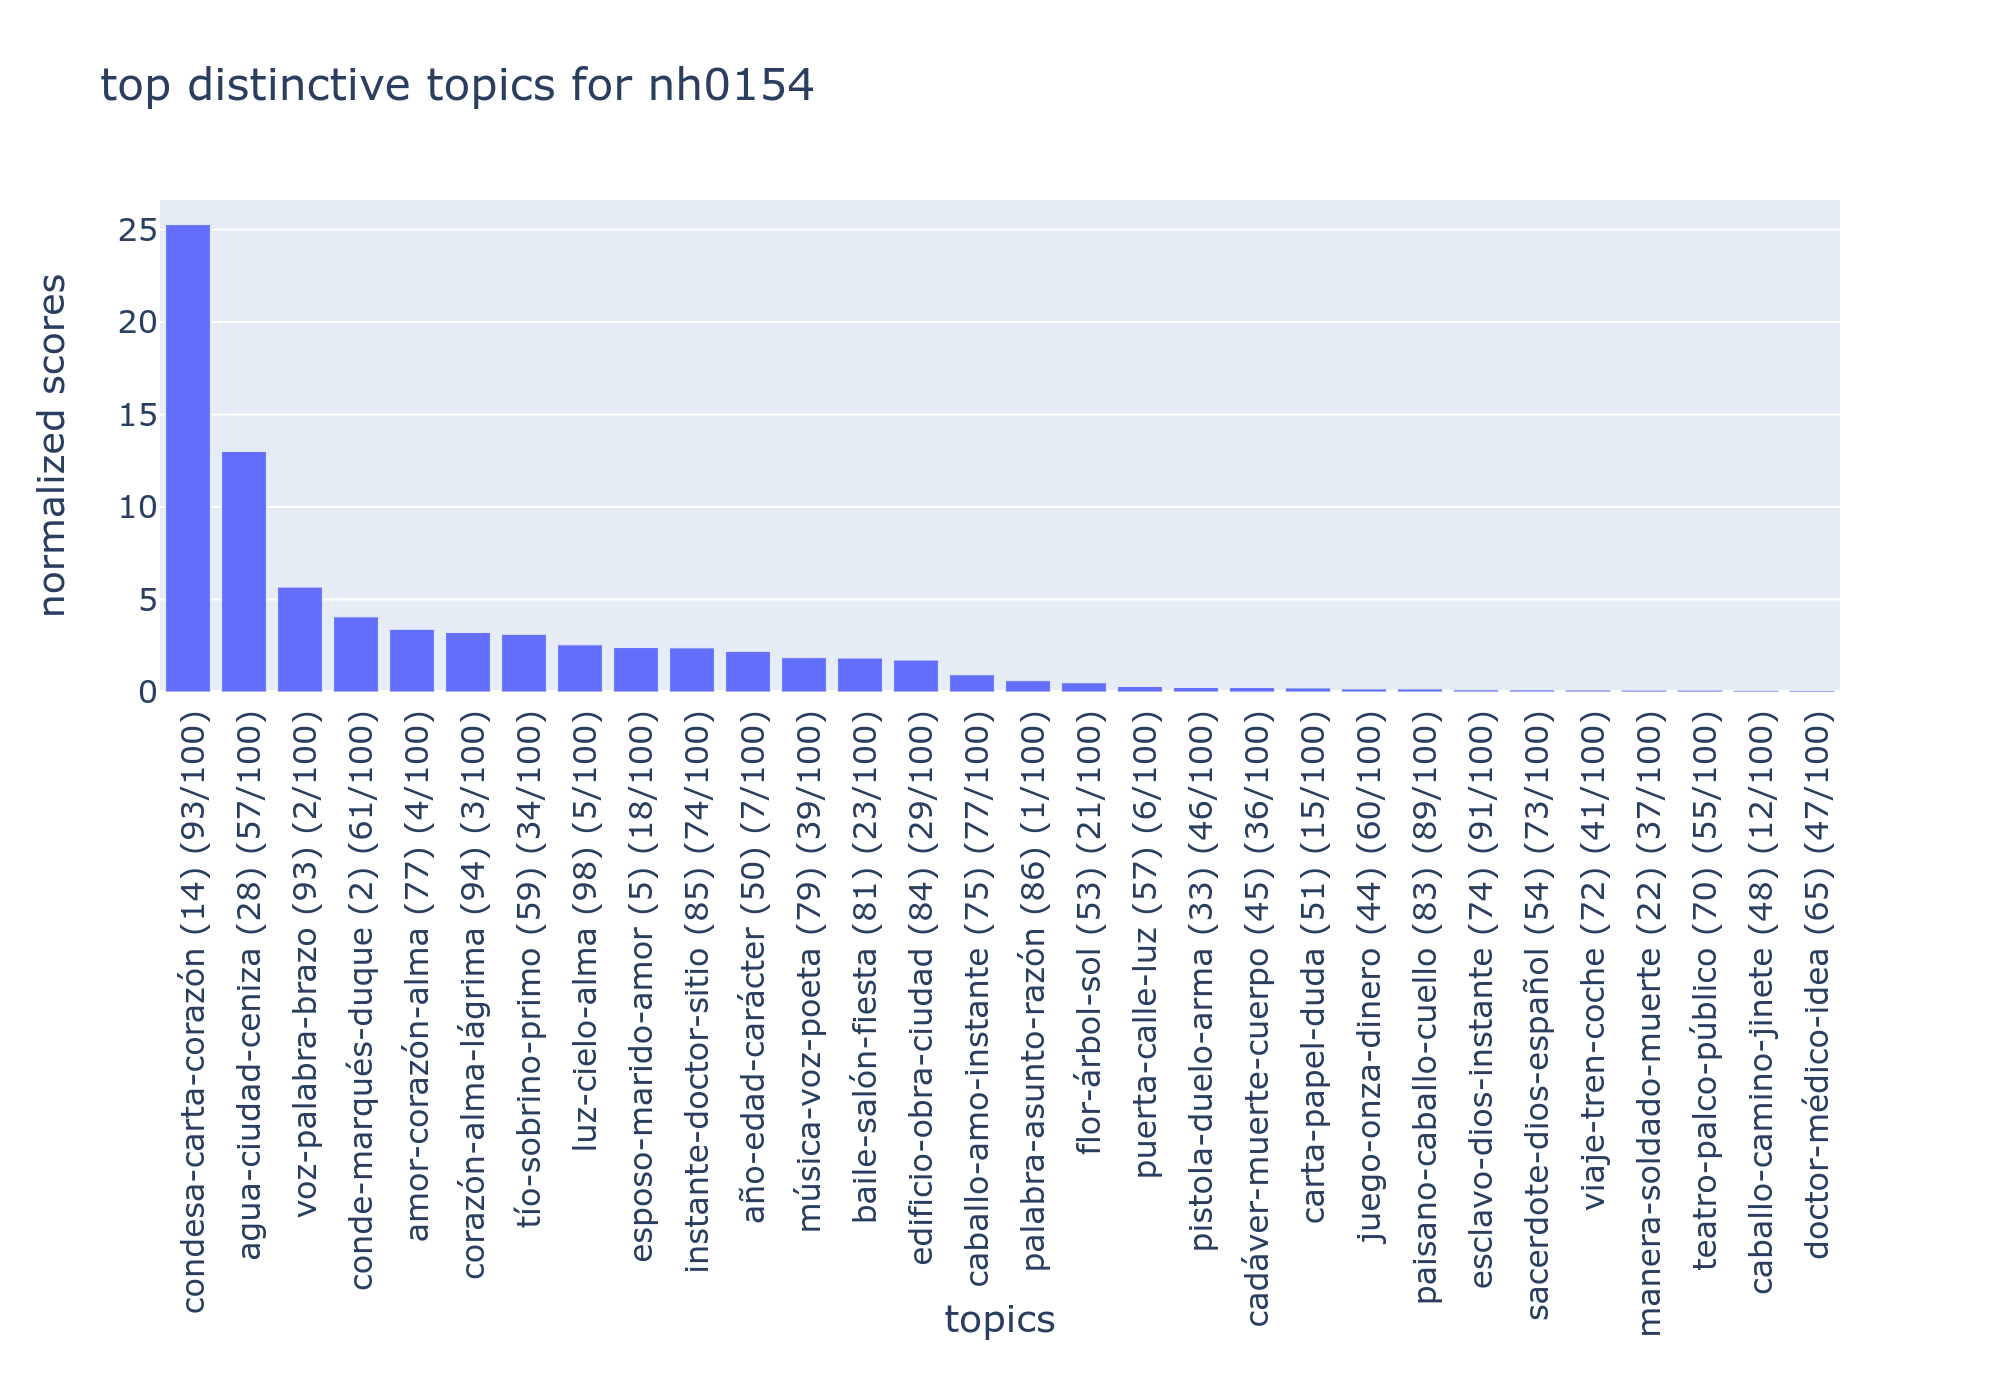 top distinctive topics for nh0154
normalized scores
25
20
15
10
5
0
condesa-carta-corazón (14) (93/100)
agua-ciudad-ceniza (28) (57/100)
voz-palabra-brazo (93) (2/100)
conde-marqués-duque (2) (61/100)
amor-corazón-alma (77) (4/100)
corazón-alma-lágrima (94) (3/100)
tío-sobrino-primo (59) (34/100)
luz-cielo-alma (98) (5/100)
esposo-marido-amor (5) (18/100)
instante-doctor-sitio (85) (74/100)
año-edad-carácter (50) (7/100)
música-voz-poeta (79) (39/100)
baile-salón-fiesta (81) (23/100)
edificio-obra-ciudad (84) (29/100)
caballo-amo-instante (75) (77/100)
palabra-asunto-razón (86) (1/100)
flor-árbol-sol (53) (21/100)
puerta-calle-luz (57) (6/100)
pistola-duelo-arma (33) (46/100)
cadáver-muerte-cuerpo (45) (36/100)
carta-papel-duda (51) (15/100)
juego-onza-dinero (44) (60/100)
paisano-caballo-cuello (83) (89/100)
esclavo-dios-instante (74) (91/100)
sacerdote-dios-español (54) (73/100)
viaje-tren-coche (72) (41/100)
manera-soldado-muerte (22) (37/100)
teatro-palco-público (70) (55/100)
caballo-camino-jinete (48) (12/100)
doctor-médico-idea (65) (47/100)
topics